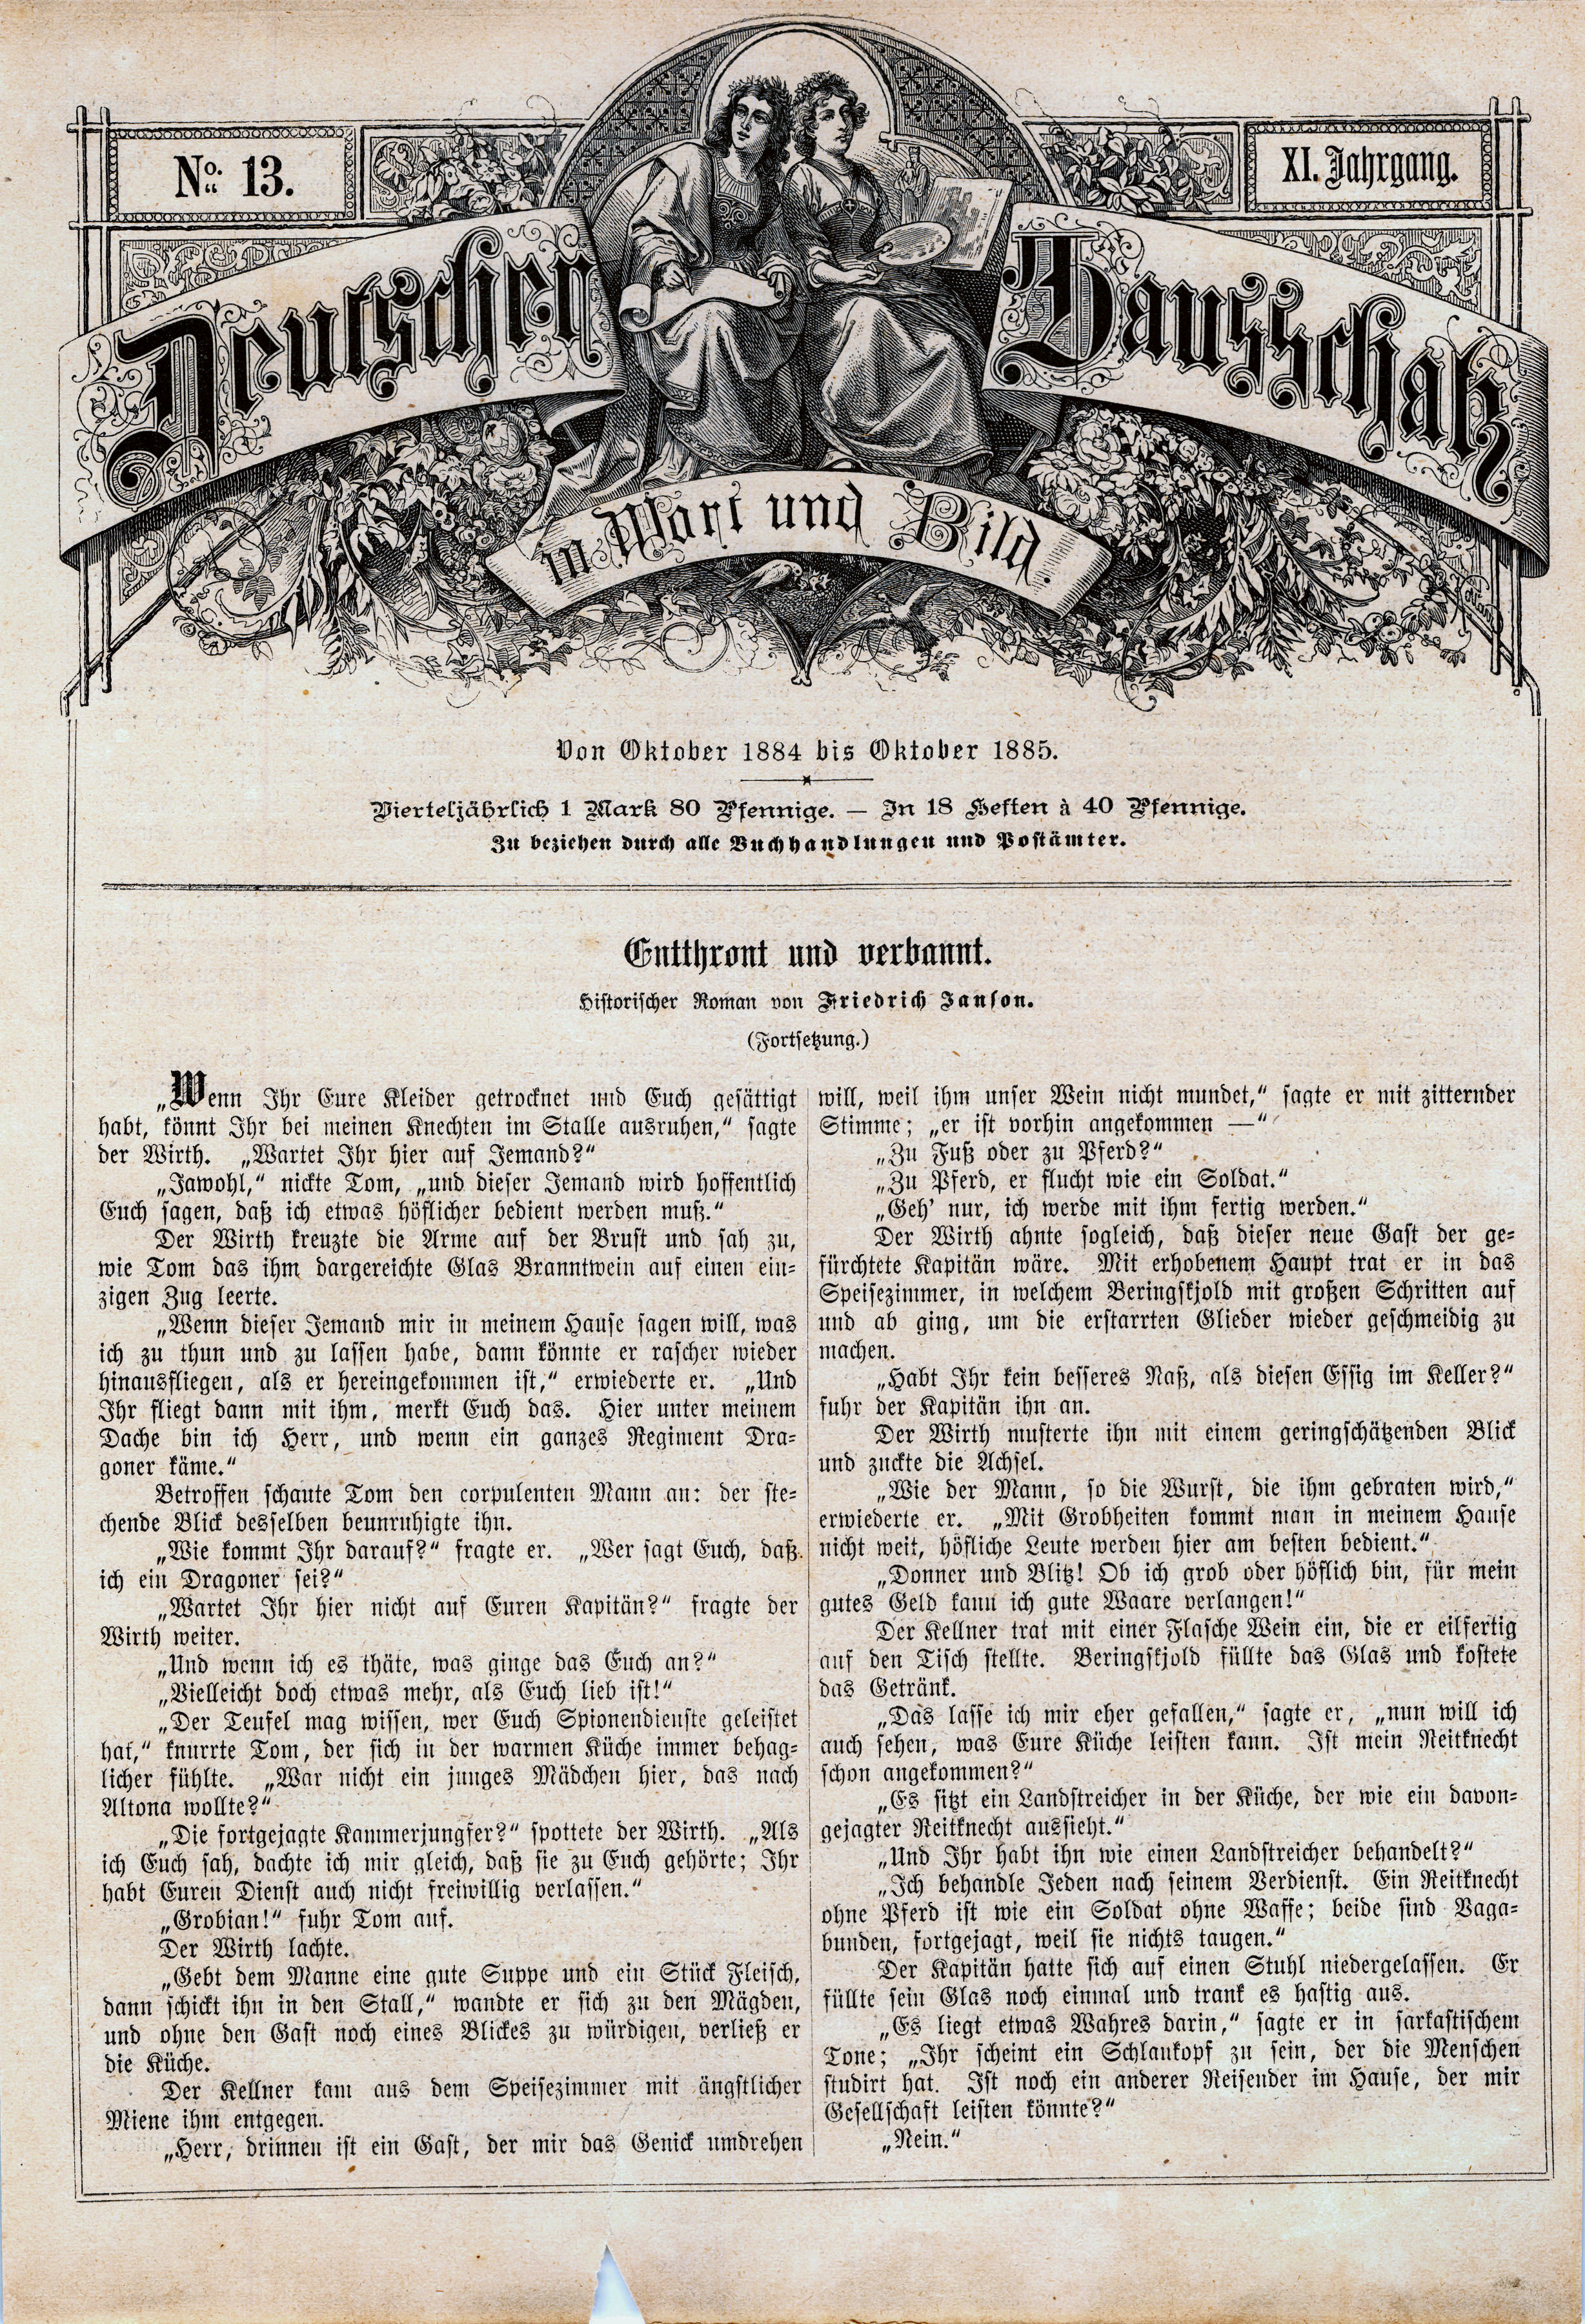 No. 13.
XI. Jahrgang.
Deutscher Hausschatz
in Wort und Bild.
Von Oktober 1884 bis Oktober 1885.
Vierteljährlich 1 Mark 80 Pfennige. — In 18 Heften à 40 Pfennige.
Zu beziehen durch alle Buchhandlungen und Postämter.
Entthront und verbannt.
Historischer Roman von Friedrich Janson.
(Fortsetzung.)
„Wenn Ihr Eure Kleider getrocknet und Euch gesättigt
habt, könnt Ihr bei meinen Knechten im Stalle ausruhen,“ sagte
der Wirth. „Wartet Ihr hier auf Jemand?“
„Jawohl,“ nickte Tom, „und dieser Jemand wird hoffentlich
Euch sagen, daß ich etwas höflicher bedient werden muß.“
Der Wirth kreuzte die Arme auf der Brust und sah zu,
wie Tom das ihm dargereichte Glas Branntwein auf einen ein-
zigen Zug leerte.
„Wenn dieser Jemand mir in meinem Hause sagen will, was
ich zu thun und zu lassen habe, dann könnte er rascher wieder
hinausfliegen, als er hereingekommen ist,“ erwiederte er. „Und
Ihr fliegt dann mit ihm, merkt Euch das. Hier unter meinem
Dache bin ich Herr, und wenn ein ganzes Regiment Dra-
goner käme.“
Betroffen schaute Tom den corpulenten Mann an: der ste-
chende Blick desselben beunruhigte ihn.
„Wie kommt Ihr darauf?“ fragte er. „Wer sagt Euch, daß
ich ein Dragoner sei?“
„Wartet Ihr hier nicht auf Euren Kapitän?“ fragte der
Wirth weiter.
„Und wenn ich es thäte, was ginge das Euch an?“
„Vielleicht doch etwas mehr, als Euch lieb ist!“
„Der Teufel mag wissen, wer Euch Spionendienste geleistet
hat,“ knurrte Tom, der sich in der warmen Küche immer behag-
licher fühlte. „War nicht ein junges Mädchen hier, das nach
Altona wollte?“
„Die fortgejagte Kammerjungfer?“ spottete der Wirth. „Als
ich Euch sah, dachte ich mir gleich, daß sie zu Euch gehörte; Ihr
habt Euren Dienst auch nicht freiwillig verlassen.“
„Grobian!“ fuhr Tom auf.
Der Wirth lachte.
„Gebt dem Manne eine gute Suppe und ein Stück Fleisch,
dann schickt ihn in den Stall,“ wandte er sich zu den Mägden,
und ohne den Gast noch eines Blickes zu würdigen, verließ er
die Küche.
Der Kellner kam aus dem Speisezimmer mit ängstlicher
Miene ihm entgegen.
„Herr, drinnen ist ein Gast, der mir das Genick umdrehen
will, weil ihm unser Wein nicht mundet,“ sagte er mit zitternder
Stimme; „er ist vorhin angekommen —“
„Zu Fuß oder zu Pferd?“
„Zu Pferd, er flucht wie ein Soldat.“
„Geh’ nur, ich werde mit ihm fertig werden.“
Der Wirth ahnte sogleich, daß dieser neue Gast der ge-
fürchtete Kapitän wäre. Mit erhobenem Haupt trat er in das
Speisezimmer, in welchem Beringskjold mit großen Schritten auf
und ab ging, um die erstarrten Glieder wieder geschmeidig zu
machen.
„Habt Ihr kein besseres Naß, als diesen Essig im Keller?“
fuhr der Kapitän ihn an.
Der Wirth musterte ihn mit einem geringschätzenden Blick
und zuckte die Achsel.
„Wie der Mann, so die Wurst, die ihm gebraten wird,“
erwiederte er. „Mit Grobheiten kommt man in meinem Hause
nicht weit, höfliche Leute werden hier am besten bedient.“
„Donner und Blitz! Ob ich grob oder höflich bin, für mein
gutes Geld kann ich gute Waare verlangen!“
Der Kellner trat mit einer Flasche Wein ein, die er eilfertig
auf den Tisch stellte. Beringskjold füllte das Glas und kostete
das Getränk.
„Das lasse ich mir eher gefallen,“ sagte er, „nun will ich
auch sehen, was Eure Küche leisten kann. Ist mein Reitknecht
schon angekommen?“
„Es sitzt ein Landstreicher in der Küche, der wie ein davon-
gejagter Reitknecht aussieht.“
„Und Ihr habt ihn wie einen Landstreicher behandelt?“
„Ich behandle Jeden nach seinem Verdienst. Ein Reitknecht
ohne Pferd ist wie ein Soldat ohne Waffe; beide sind Vaga-
bunden, fortgejagt, weil sie nichts taugen.“
Der Kapitän hatte sich auf einen Stuhl niedergelassen. Er
füllte sein Glas noch einmal und trank es hastig aus.
„Es liegt etwas Wahres darin,“ sagte er in sarkastischem
Tone; „Ihr scheint ein Schlaukopf zu sein, der die Menschen
studirt hat. Ist noch ein anderer Reisender im Hause, der mir
Gesellschaft leisten könnte?“
„Nein.“